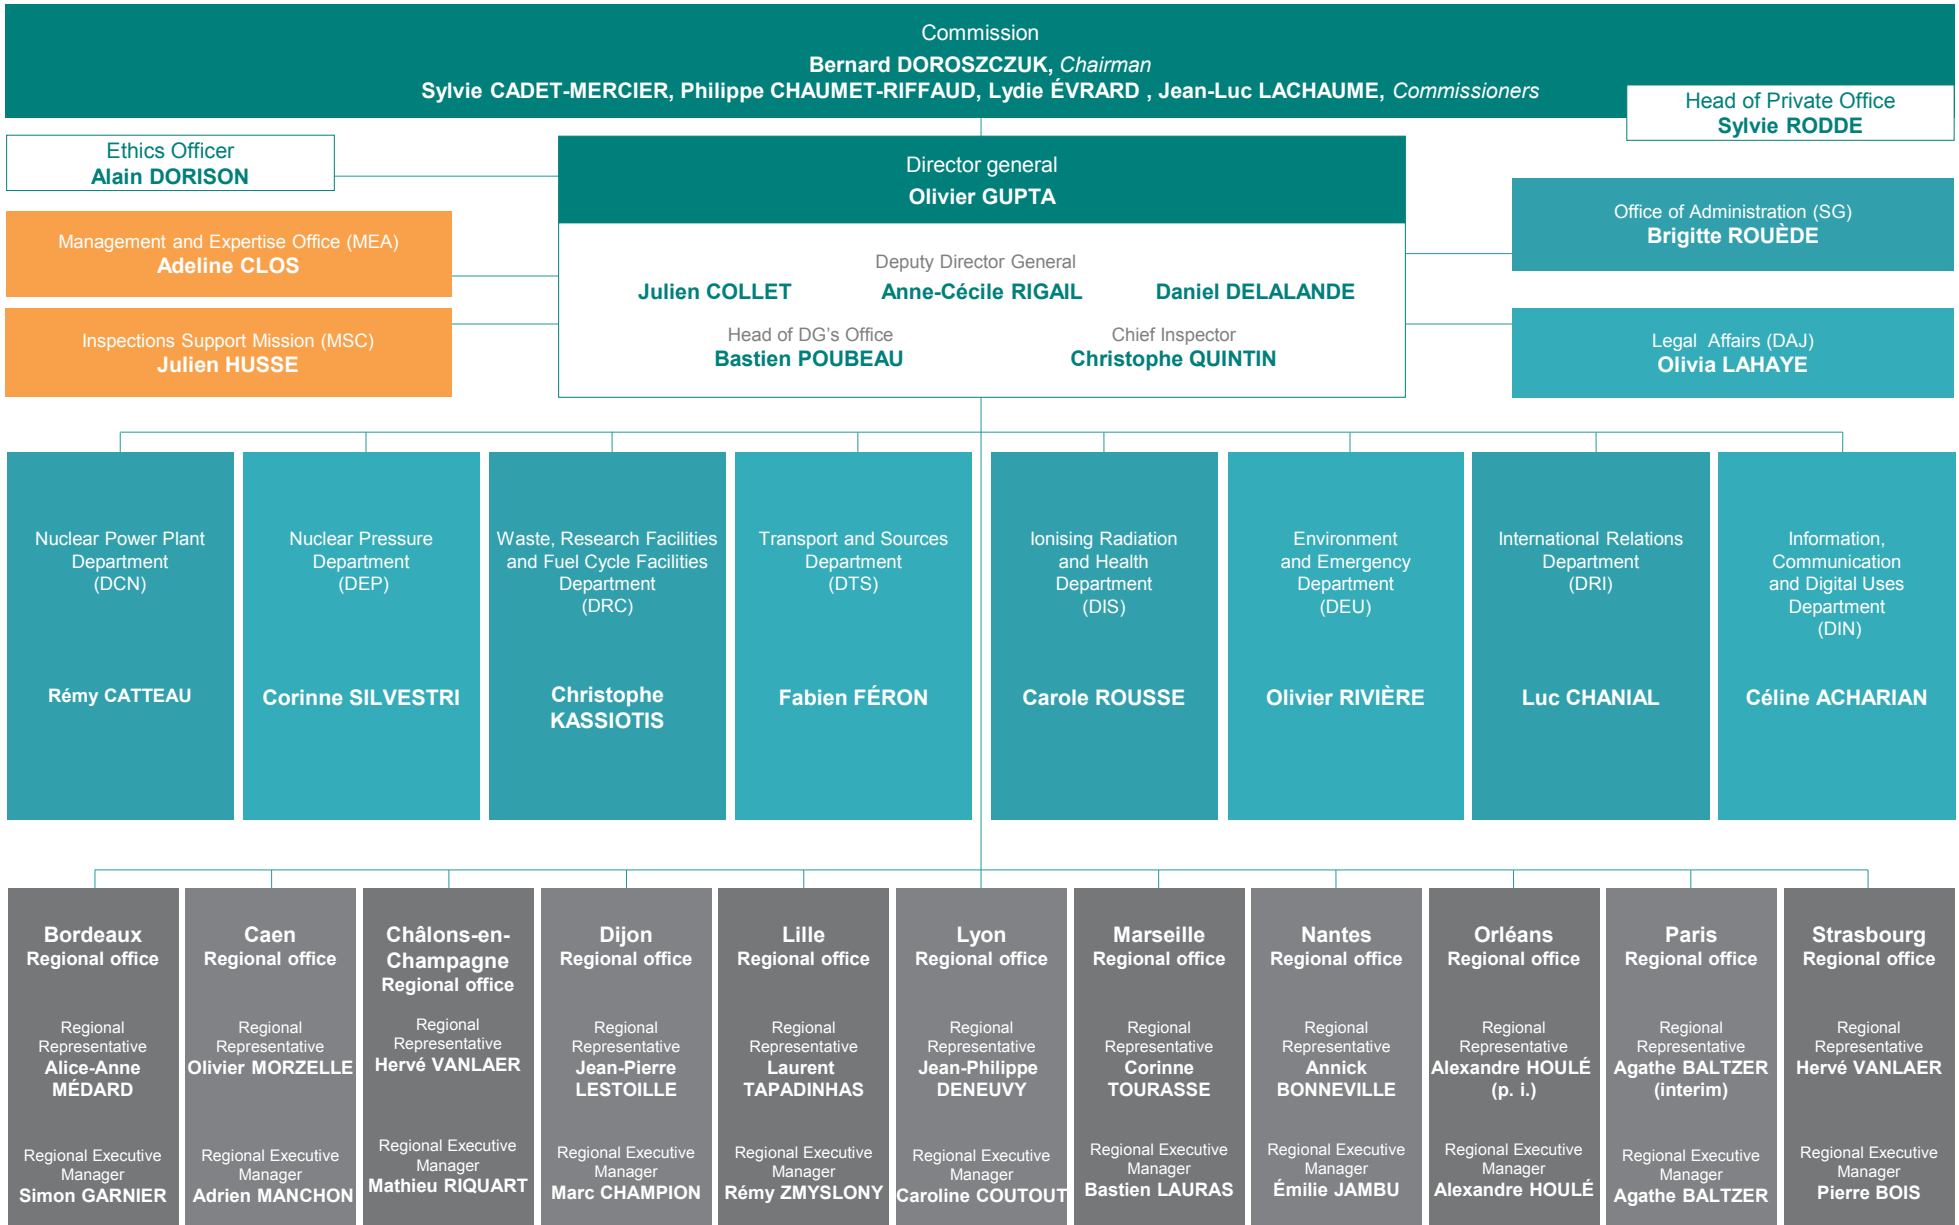 Commission
Bernard DOROSZCZUK, Chairman
Sylvie CADET-MERCIER, Philippe CHAUMET-RIFFAUD, Lydie ÉVRARD , Jean-Luc LACHAUME, Commissioners
Head of Private Office
Sylvie RODDE
Ethics Officer
Alain DORISON
Director general
Olivier GUPTA
Management and Expertise Office (MEA)
Adeline CLOS
Office of Administration (SG)
Brigitte ROUÈDE
Deputy Director General
Julien COLLET
Anne-Cécile RIGAIL
Daniel DELALANDE
Inspections Support Mission (MSC)
Julien HUSSE
Head of DG's Office
Bastien POUBEAU
Chief Inspector
Christophe QUINTIN
Legal Affairs (DAJ)
Olivia LAHAYE
Nuclear Power Plant
Department
(DCN)
Rémy CATTEAU
Nuclear Pressure
Department
(DEP)
Corinne SILVESTRI
Waste, Research Facilities
and Fuel Cycle Facilities
Department
(DRC)
Christophe
KASSIOTIS
Transport and Sources
Department
(DTS)
Fabien FÉRON
Ionising Radiation
and Health
Department
(DIS)
Carole ROUSSE
Environment
and Emergency
Department
(DEU)
Olivier RIVIÈRE
International Relations
Department
(DRI)
Luc CHANIAL
Information,
Communication
and Digital Uses
Department
(DIN)
Céline ACHARIAN
Bordeaux
Regional office
Regional
Representative
Alice-Anne
MÉDARD
Regional Executive
Manager
Simon GARNIER
Caen
Regional office
Regional
Representative
Olivier MORZELLE
Regional Executive
Manager
Adrien MANCHON
Châlons-en-
Champagne
Regional office
Regional
Representative
Hervé VANLAER
Regional Executive
Manager
Mathieu RIQUART
Dijon
Regional office
Regional
Representative
Jean-Pierre
LESTOILLE
Regional Executive
Manager
Marc CHAMPION
Lille
Regional office
Regional
Representative
Laurent
TAPADINHAS
Regional Executive
Manager
Rémy ZMYSLONY
Lyon
Regional office
Regional
Representative
Jean-Philippe
DENEUVY
Regional Executive
Manager
Caroline COUTOUT
Marseille
Regional office
Regional
Representative
Corinne
TOURASSE
Regional Executive
Manager
Bastien LAURAS
Nantes
Regional office
Regional
Representative
Annick
BONNEVILLE
Regional Executive
Manager
Émilie JAMBU
Orléans
Regional office
Regional
Representative
Alexandre HOULÉ
(p. i.)
Regional Executive
Manager
Alexandre HOULÉ
Paris
Regional office
Regional
Representative
Agathe BALTZER
(interim)
Regional Executive
Manager
Agathe BALTZER
Strasbourg
Regional office
Regional
Representative
Hervé VANLAER
Regional Executive
Manager
Pierre BOIS